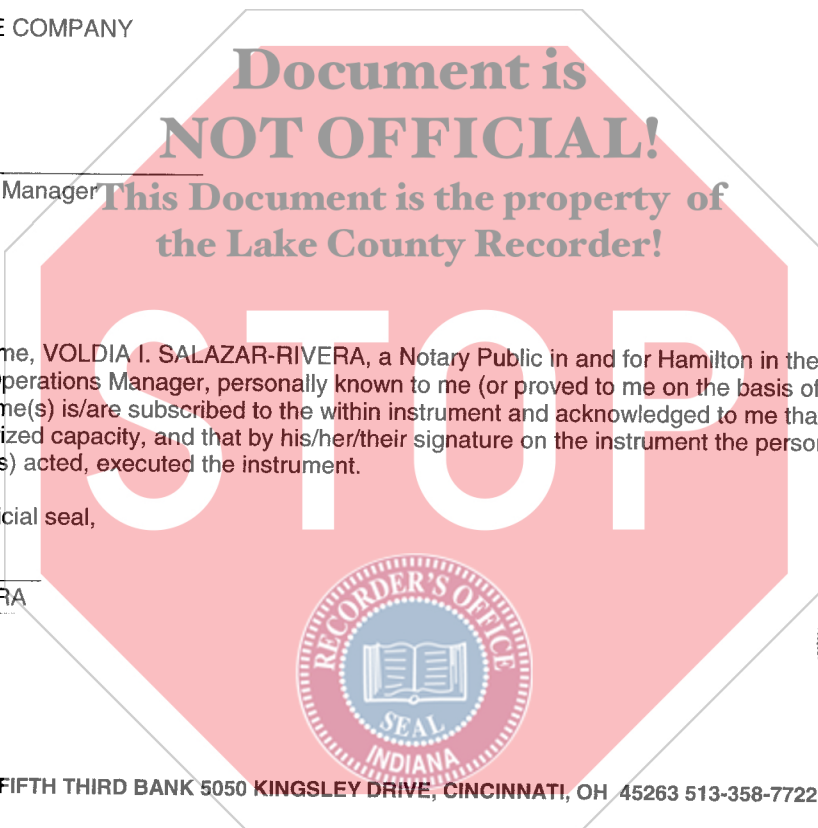 E COMPANY
Document is
NOT OFFICIAL!
Manager
This Document is the property of
the Lake County Recorder!
STOP
me, VOLDIA I. SALAZAR-RIVERA, a Notary Public in and for Hamilton in the
perations Manager, personally known to me (or proved to me on the basis of
me(s) is/are subscribed to the within instrument and acknowledged to me tha
ized capacity, and that by his/her/their signature on the instrument the person
s) acted, executed the instrument.
cial seal,
RA
RECORDER'S OFFICE
SEAL
INDIANA
FIFTH THIRD BANK 5050 KINGSLEY DRIVE, CINCINNATI, OH 45263 513-358-7722